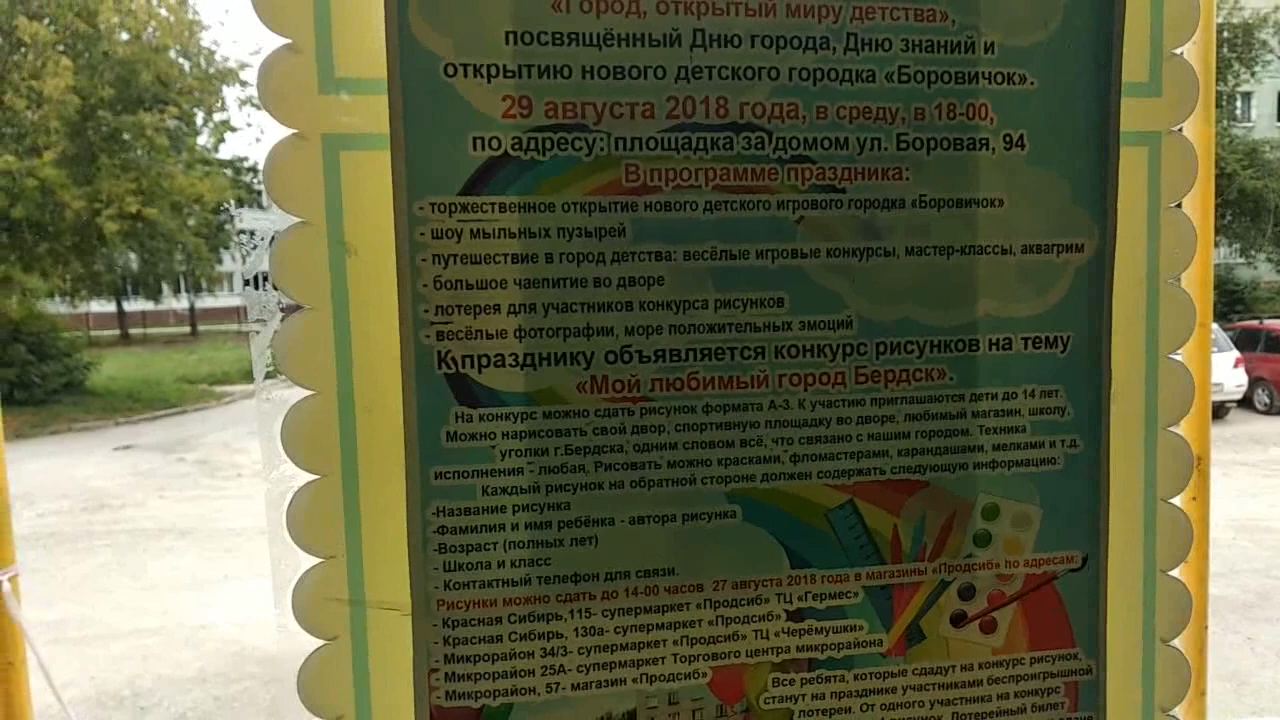 «Город, открытый миру детства»,
посвящённый Дню города, Дню знаний и
открытию нового детского городка «Боровичок».
29 августа 2018 года, в среду, в 18-00,
по адресу: площадка за домом ул. Боровая, 94
В программе праздника:
- торжественное открытие нового детского игрового городка «Боровичок»
- шоу мыльных пузырей
- путешествие в город детства: весёлые игровые конкурсы, мастер-классы, аквагрим
- большое чаепитие во дворе
- лотерея для участников конкурса рисунков
- весёлые фотографии, море положительных эмоций
К празднику объявляется конкурс рисунков на тему
«Мой любимый город Бердск».
На конкурс можно сдать рисунок формата А-3. К участию приглашаются дети до 14 лет.
Можно нарисовать свой двор, спортивную площадку во дворе, любимый магазин, школу,
уголки г.Бердска, одним словом всё, что связано с нашим городом. Техника
исполнения - любая. Рисовать можно красками, фломастерами, карандашами, мелками и т.д.
Каждый рисунок на обратной стороне должен содержать следующую информацию:
-Название рисунка
-Фамилия и имя ребёнка - автора рисунка
-Возраст (полных лет)
- Школа и класс
- Контактный телефон для связи.
Рисунки можно сдать до 14-00 часов 27 августа 2018 года в магазины «Продсиб» по адресам:
- Красная Сибирь,115- супермаркет «Продсиб» ТЦ «Гермес»
- Красная Сибирь, 130а- супермаркет «Продсиб»
- Микрорайон 34/3- супермаркет «Продсиб» ТЦ «Черёмушки»
- Микрорайон 25А- супермаркет Торгового центра микрорайона
- Микрорайон, 57- магазин «Продсиб»
Все ребята, которые сдадут на конкурс рисунок,
станут на празднике участниками беспроигрышной
лотереи. От одного участника на конкурс
рисунок. Лотерейный билет